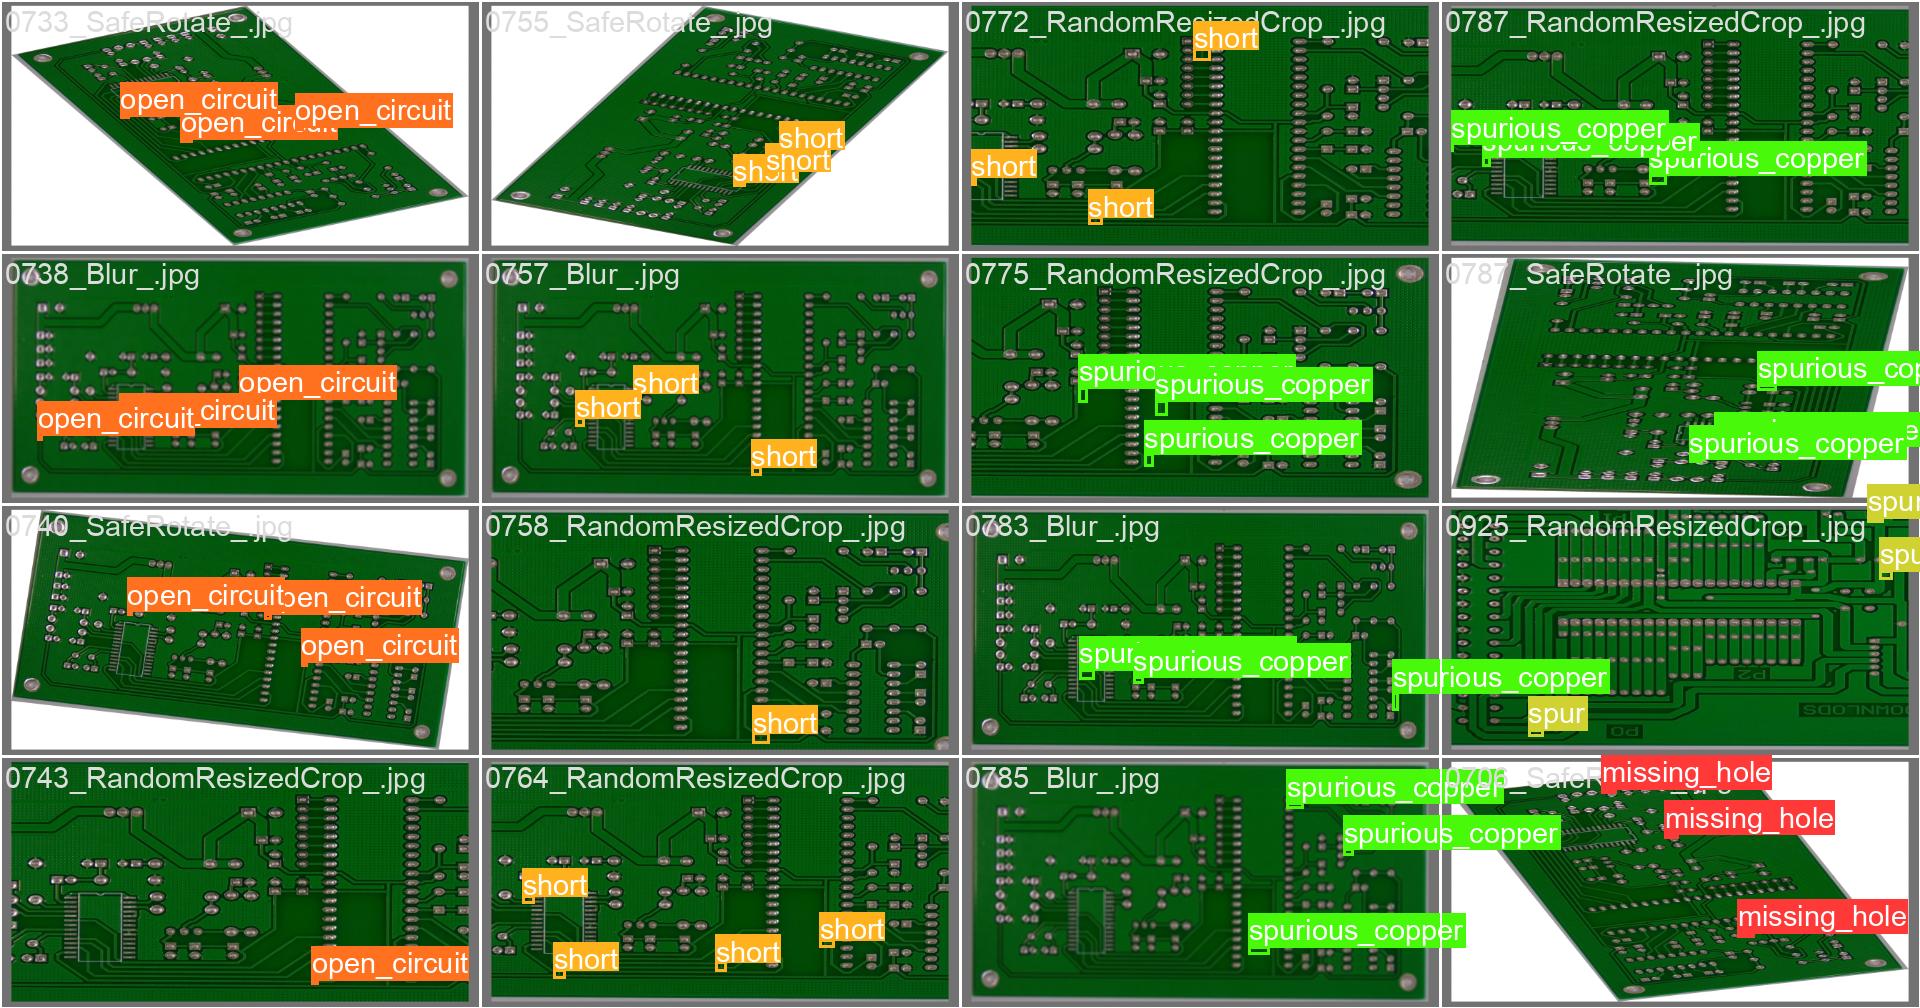 0733_SafeRotate_.jpg
open_circuit
open_circuit
open_circuit
0755_SafeRotate_.jpg
short
short
short
0772_RandomResizedCrop_.jpg
short
short
short
0787_RandomResizedCrop_.jpg
spurious_copper
spurious_copper
spurious_copper
0738_Blur_.jpg
open_circuit
open_circuit
circuit
0757_Blur_.jpg
short
short
short
0775_RandomResizedCrop_.jpg
spurio
spurious_copper
spurious_copper
0787_SafeRotate_.jpg
spurious_cop
spurious_copper
0740_SafeRotate_.jpg
open_circuit
pen_circuit
open_circuit
0758_RandomResizedCrop_.jpg
short
0783_Blur_.jpg
spur
spurious_copper
spurious_copper
0925_RandomResizedCrop_.jpg
spur
spu
spur
0743_RandomResizedCrop_.jpg
open_circuit
0764_RandomResizedCrop_.jpg
short
short
short
short
0785_Blur_.jpg
spurious_copper
spurious_copper
spurious_copper
missing_hole
missing_hole
missing_hole